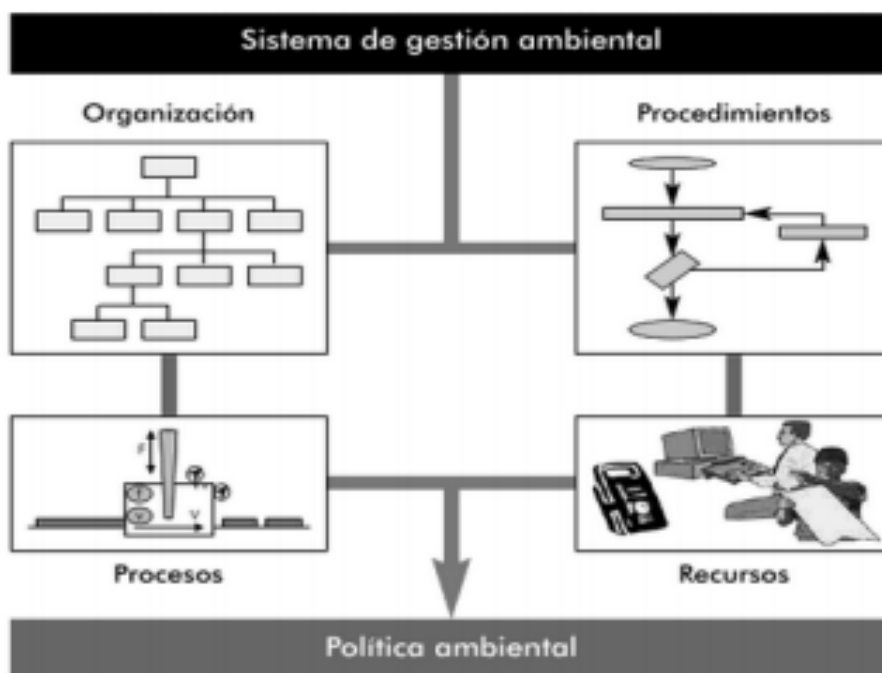 Sistema de gestión ambiental
Organización
Procedimientos
F
V
Procesos
Recursos
Política ambiental